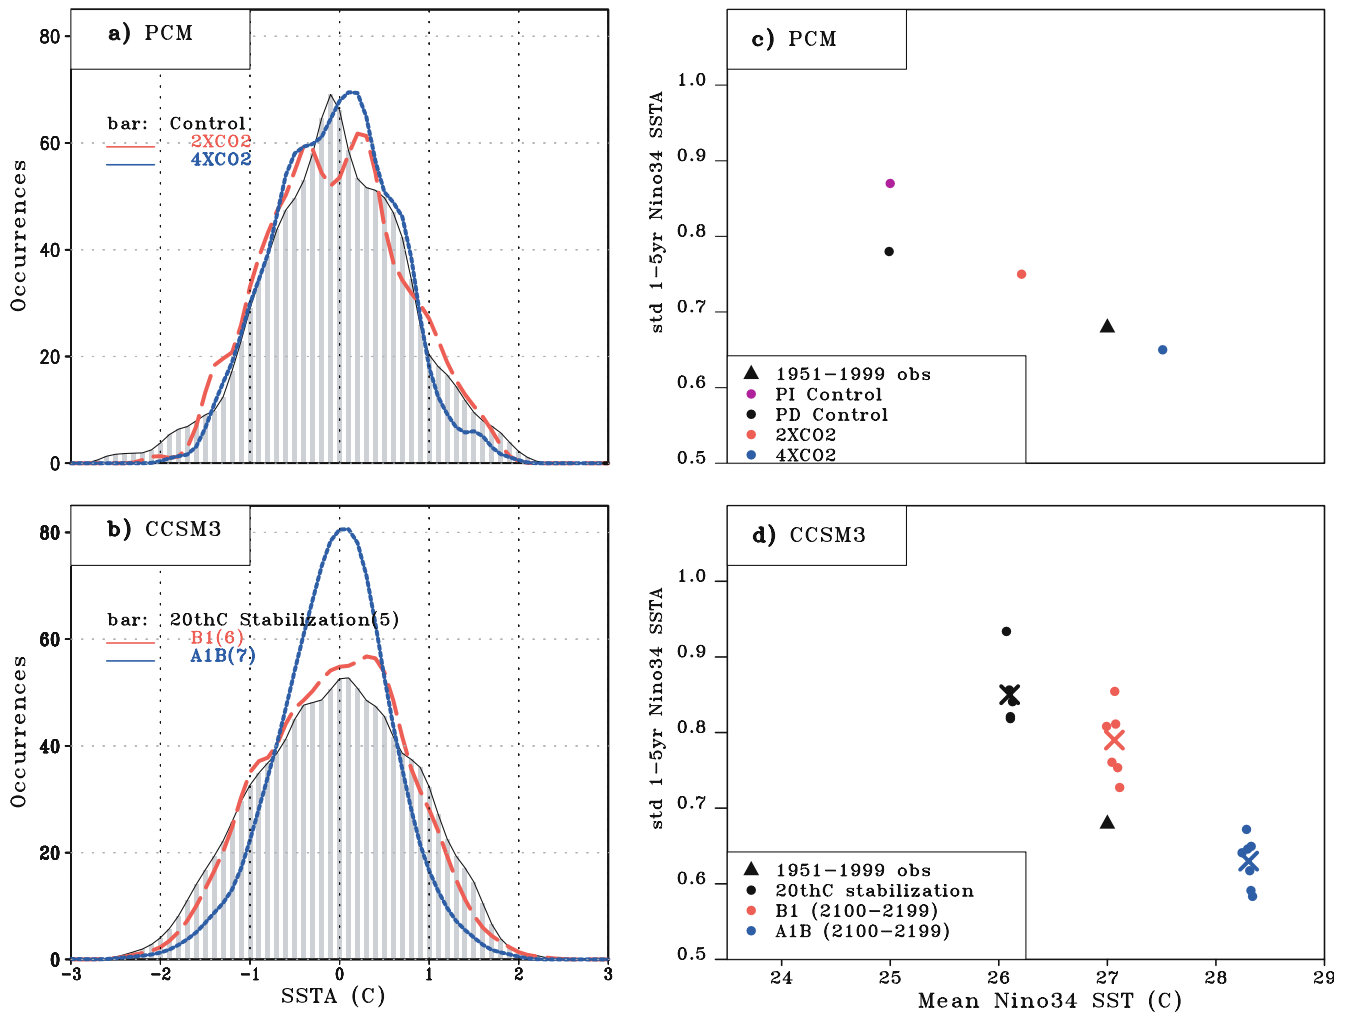 a) PCM
80
60
40
20
0
Occurrences
bar: Control
2XCO2
4XCO2
c) PCM
1.0
0.9
0.8
0.7
0.6
0.5
std 1-5yr Nino34 SSTA
1951-1999 obs
PI Control
PD Control
2XCO2
4XCO2
b) CCSM3
80
60
40
20
0
Occurrences
bar: 20thC Stabilization(5)
B1(6)
A1B(7)
-3 -2 -1 0 1 2 3
SSTA (C)
d) CCSM3
1.0
0.9
0.8
0.7
0.6
0.5
std 1-5yr Nino34 SSTA
1951-1999 obs
20thC stabilization
B1 (2100-2199)
A1B (2100-2199)
24 25 26 27 28 29
Mean Nino34 SST (C)